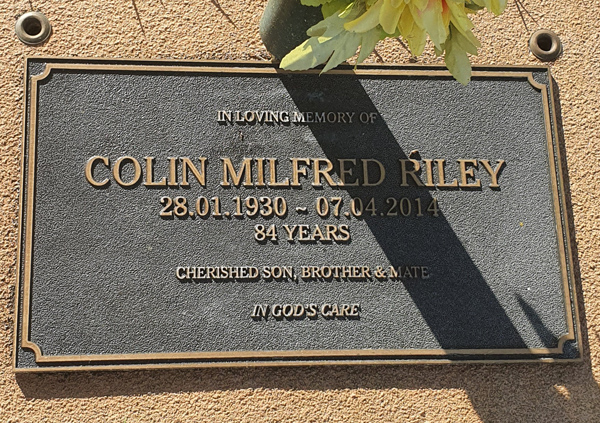 IN LOVING MEMORY OF
COLIN MILFRED RILEY
28.01.1930 ~ 07.04.2014
84 YEARS
CHERISHED SON, BROTHER & MATE
IN GOD'S CARE